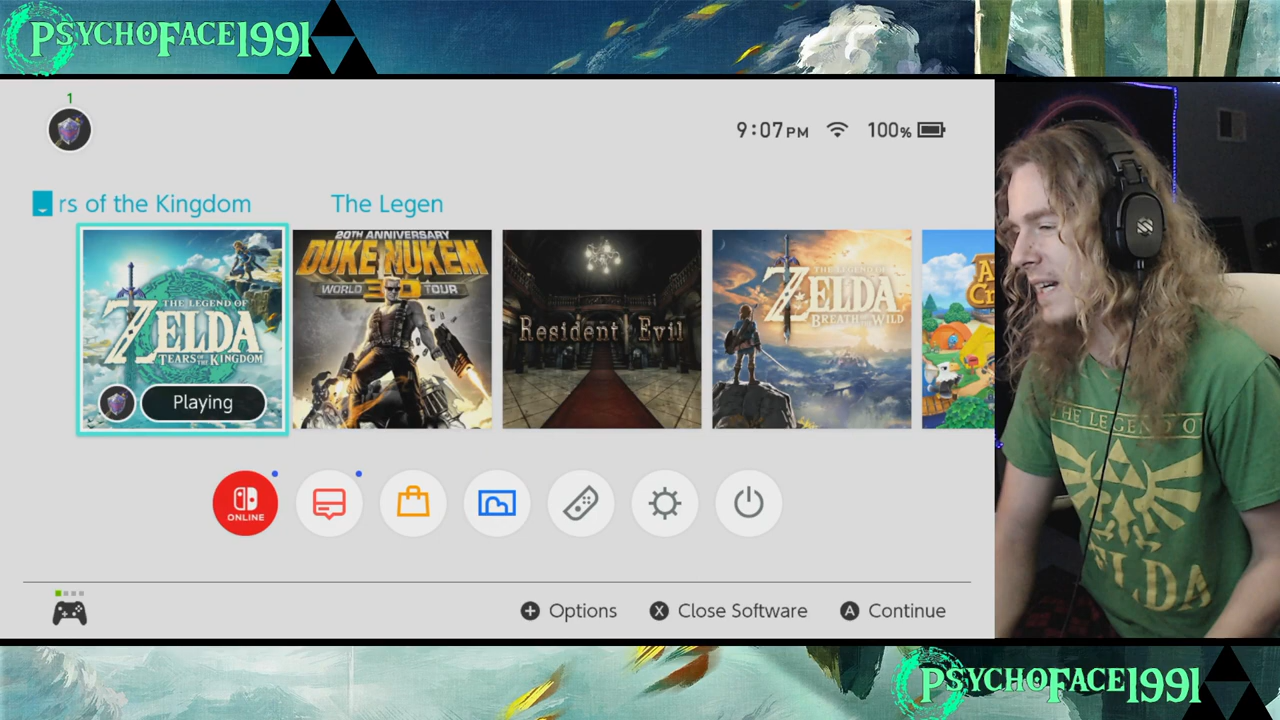 PSYCHOFACE1991
1
9:07PM 100%
rs of the Kingdom The Legen
THE LEGEND OF
ZELDA
TEARS OF THE KINGDOM
Playing
20TH ANNIVERSARY
DUKE NUKEM
3D
WORLD TOUR
Resident Evil
THE LEGEND OF
ZELDA
BREATH OF THE WILD
A
Cr
ONLINE
+ Options X Close Software A Continue
THE LEGEND O
ELDA
PSYCHOFACE1991